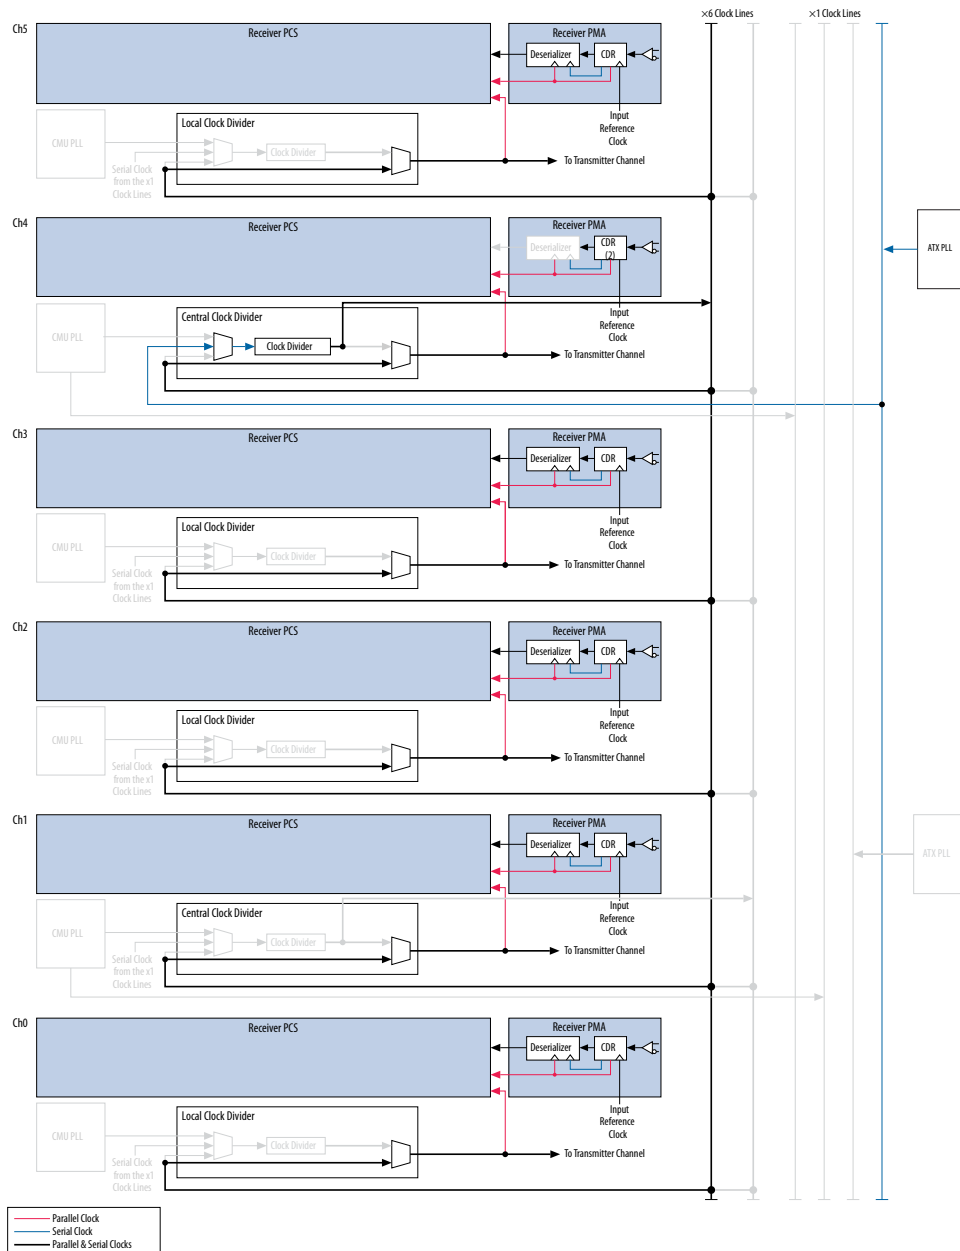 ×6 Clock Lines
×1 Clock Lines
Ch5
Receiver PCS
Receiver PMA
Deserializer
CDR
Input
Reference
Clock
CMU PLL
Local Clock Divider
Clock Divider
Serial Clock
from the x1
Clock Lines
To Transmitter Channel
Ch4
Receiver PCS
Receiver PMA
Deserializer
CDR
(2)
ATX PLL
Input
Reference
Clock
CMU PLL
Central Clock Divider
Clock Divider
To Transmitter Channel
Ch3
Receiver PCS
Receiver PMA
Deserializer
CDR
Input
Reference
Clock
CMU PLL
Local Clock Divider
Clock Divider
Serial Clock
from the x1
Clock Lines
To Transmitter Channel
Ch2
Receiver PCS
Receiver PMA
Deserializer
CDR
Input
Reference
Clock
CMU PLL
Local Clock Divider
Clock Divider
Serial Clock
from the x1
Clock Lines
To Transmitter Channel
Ch1
Receiver PCS
Receiver PMA
Deserializer
CDR
ATX PLL
Input
Reference
Clock
CMU PLL
Central Clock Divider
Clock Divider
Serial Clock
from the x1
Clock Lines
To Transmitter Channel
Ch0
Receiver PCS
Receiver PMA
Deserializer
CDR
Input
Reference
Clock
CMU PLL
Local Clock Divider
Clock Divider
Serial Clock
from the x1
Clock Lines
To Transmitter Channel
Parallel Clock
Serial Clock
Parallel & Serial Clocks